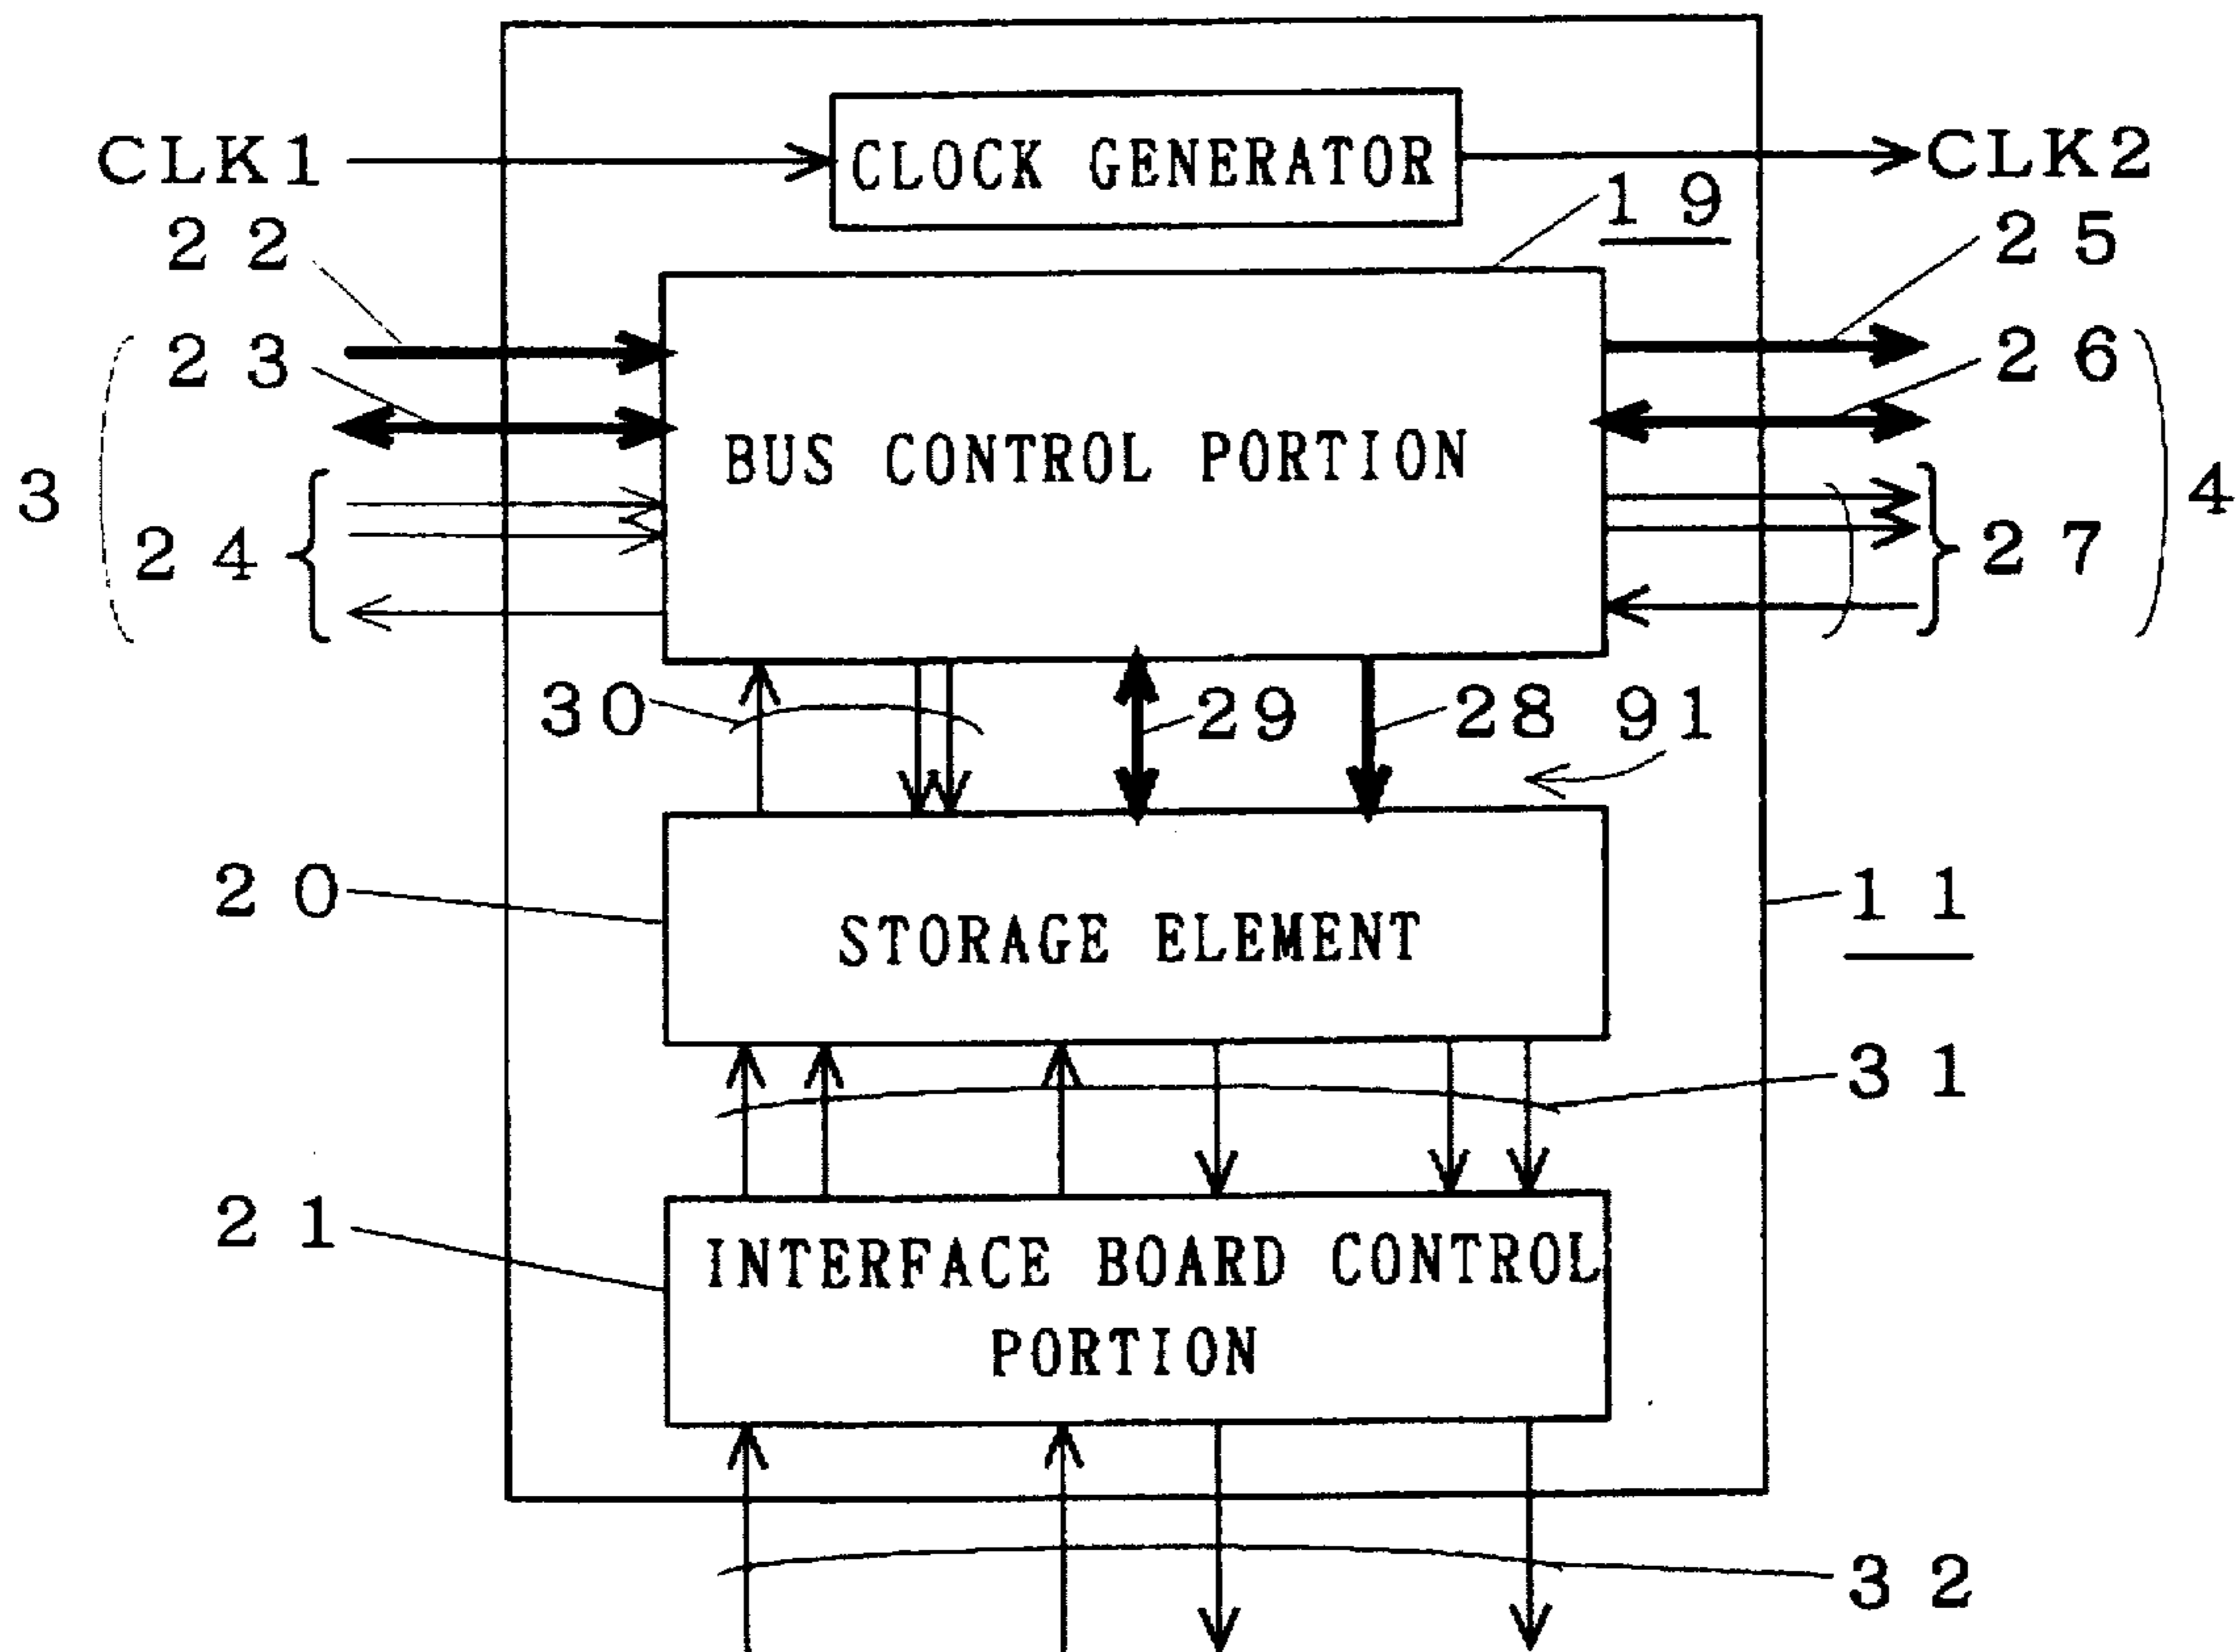 CLK1
CLOCK GENERATOR
CLK2
19
22
25
23
26
3
BUS CONTROL PORTION
4
24
27
30
29
28
91
20
STORAGE ELEMENT
11
31
21
INTERFACE BOARD CONTROL
PORTION
32